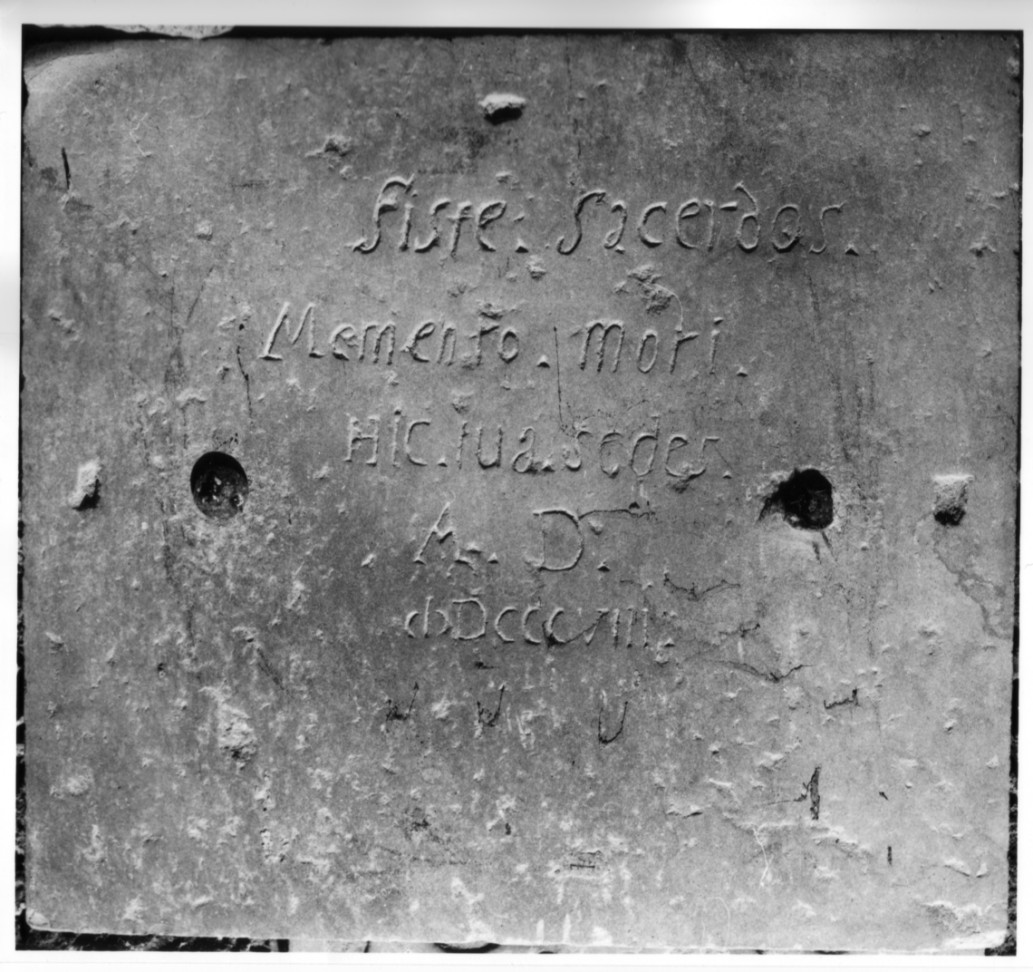 Siste. Sacerdos.
Memento. Mori.
HIC. tua. sedes.
A. D.
ↀDCCCVIII.